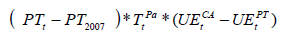 ( PT_t − PT_2007 ) * T_t^Pa * (UE_t^CA − UE_t^PT)